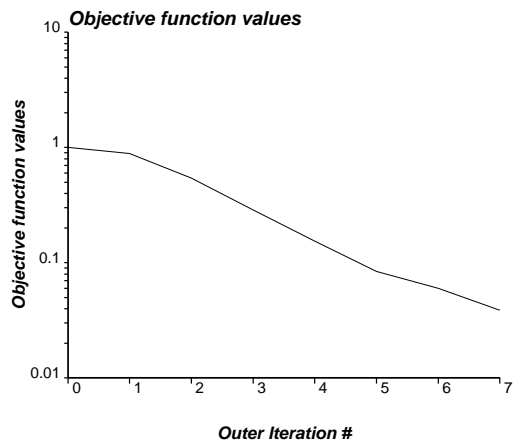 Objective function values
10
1
0.1
0.01
Objective function values
0 1 2 3 4 5 6 7
Outer Iteration #